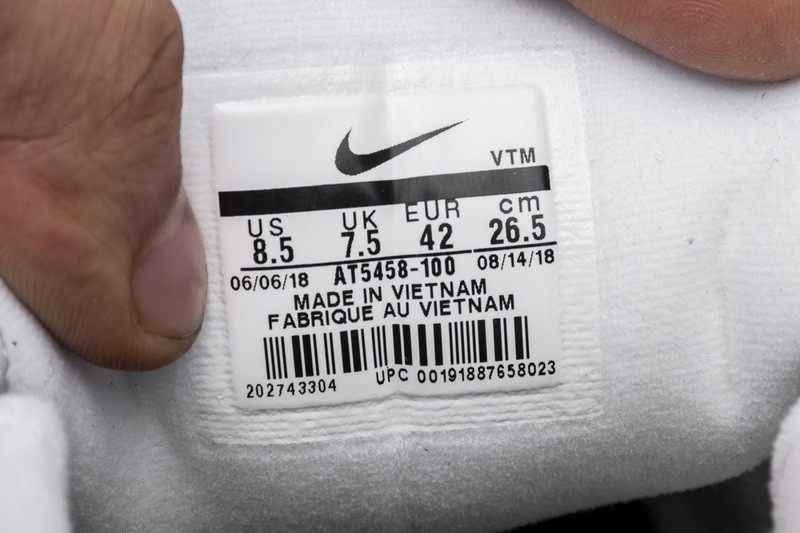 VTM
US UK EUR cm
8.5 7.5 42 26.5
06/06/18 AT5458-100 08/14/18
MADE IN VIETNAM
FABRIQUE AU VIETNAM
202743304 UPC 00191887658023